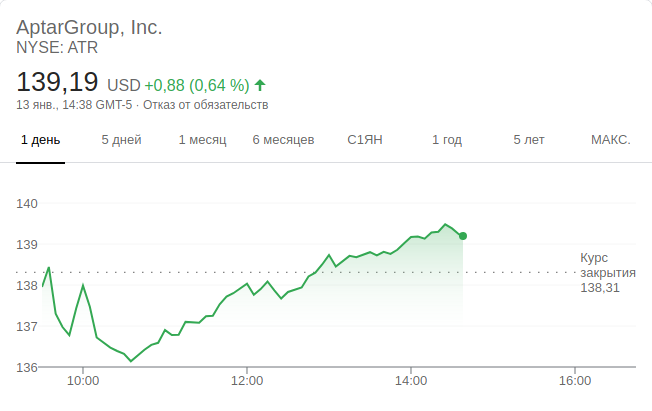 AptarGroup, Inc.
NYSE: ATR
139,19 USD +0,88 (0,64 %)
13 янв., 14:38 GMT-5 · Отказ от обязательств
1 день 5 дней 1 месяц 6 месяцев С1ЯН 1 год 5 лет МАКС.
140
139
138
137
136
Курс
закрытия
138,31
10:00 12:00 14:00 16:00